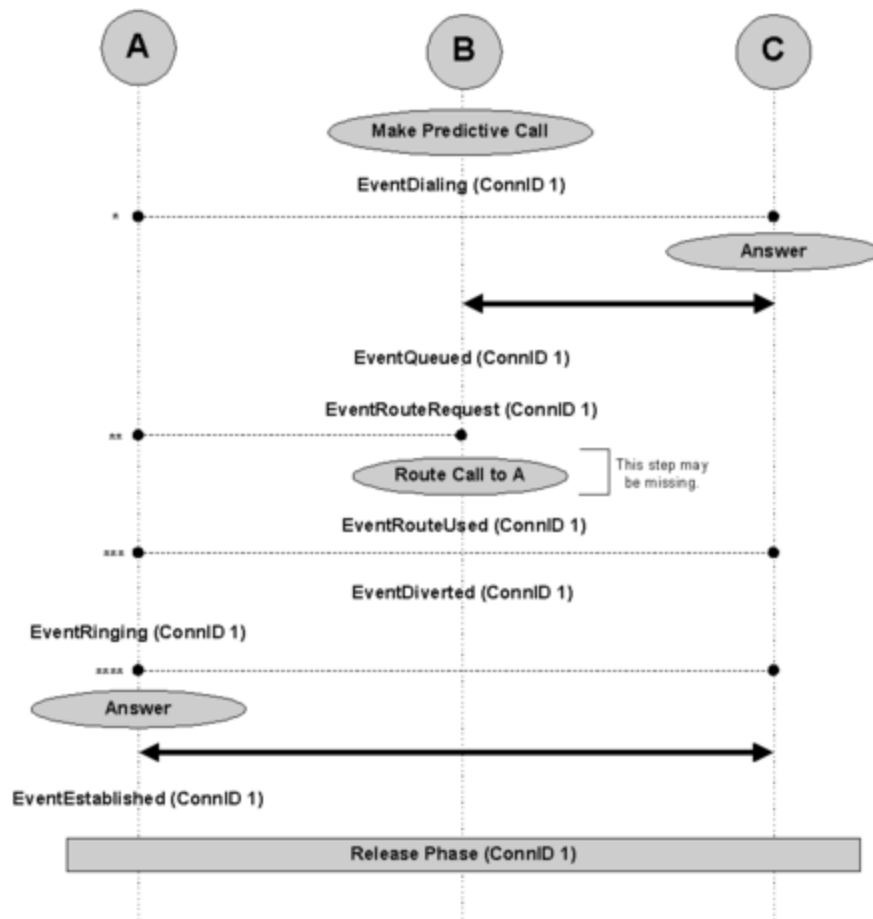 A
B
C
Make Predictive Call
EventDialing (ConnID 1)
*
Answer
EventQueued (ConnID 1)
EventRouteRequest (ConnID 1)
**
Route Call to A
This step may
be missing.
EventRouteUsed (ConnID 1)
***
EventDiverted (ConnID 1)
EventRinging (ConnID 1)
****
Answer
EventEstablished (ConnID 1)
Release Phase (ConnID 1)